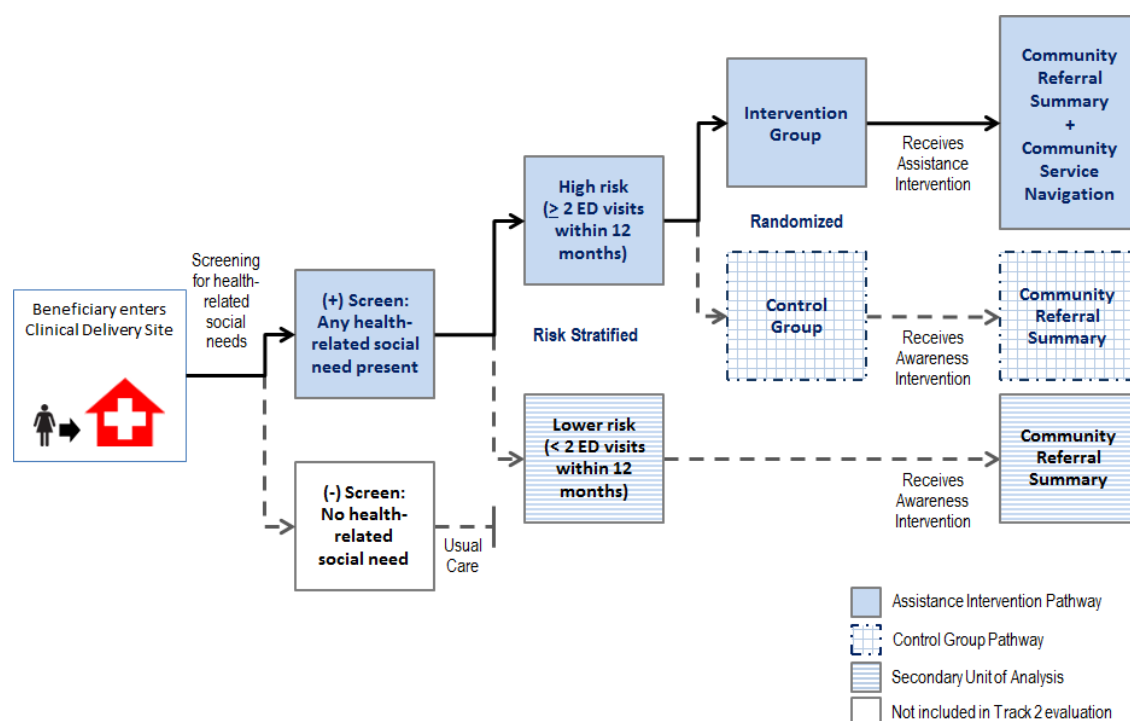 Beneficiary enters
Clinical Delivery Site
Screening
for health-
related
social
needs
(+) Screen:
Any health-
related social
need present
(-) Screen:
No health-
related
social need
Usual
Care
Risk Stratified
High risk
(≥ 2 ED visits
within 12
months)
Lower risk
(< 2 ED visits
within 12
months)
Intervention
Group
Randomized
Control
Group
Receives
Assistance
Intervention
Receives
Awareness
Intervention
Receives
Awareness
Intervention
Community
Referral
Summary
+
Community
Service
Navigation
Community
Referral
Summary
Community
Referral
Summary
Assistance Intervention Pathway
Control Group Pathway
Secondary Unit of Analysis
Not included in Track 2 evaluation